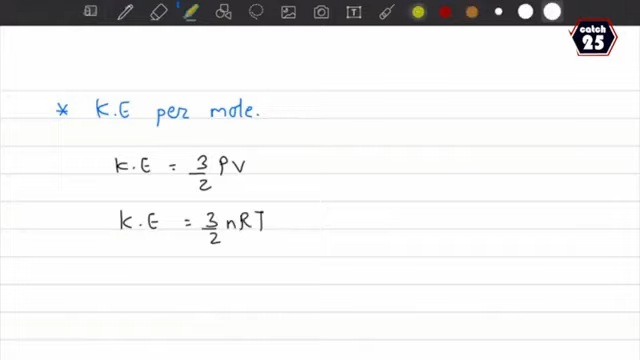 catch
25
* K.E per mole.
K.E = 3/2 PV
K.E = 3/2 nRT